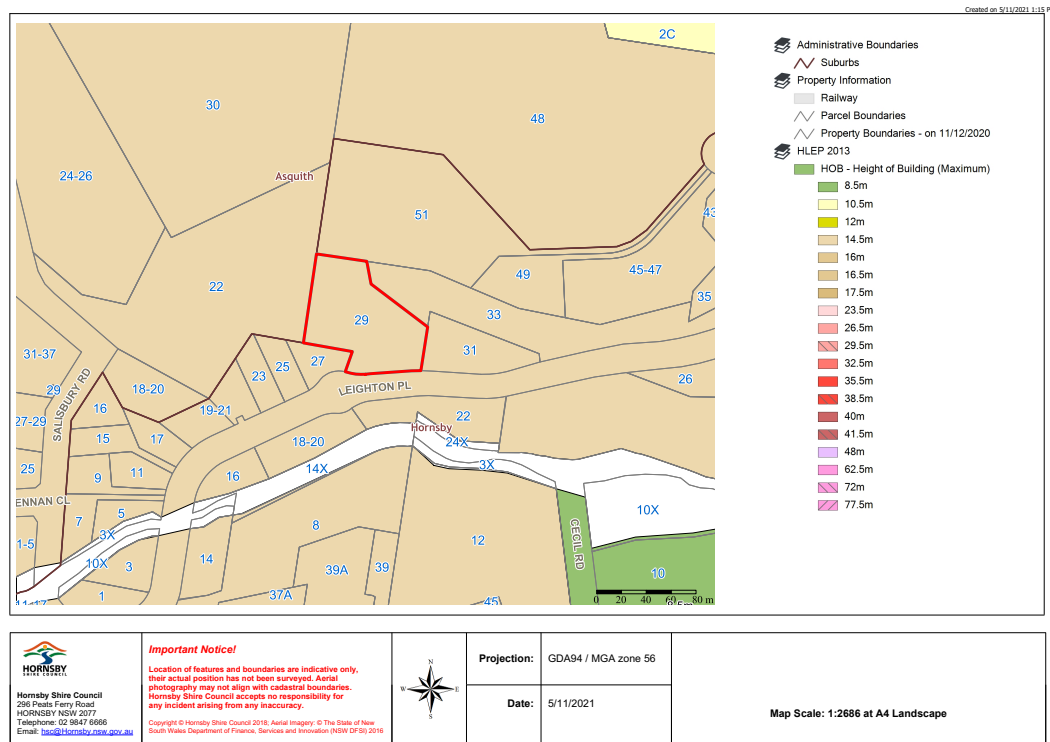 Created on 5/11/2021 1:15 P
2C
30
48
24-26
Asquith
51
43
22
49
45-47
35
33
29
31
31-37
27
25
23
26
29
SALISBURY RD
18-20
LEIGHTON PL
16
19-21
27-29
22
Hornsby
24X
15
17
18-20
3X
25
11
14X
9
16
ENNAN CL
5
10X
7
8
CECIL RD
3X
12
1-5
14
10X
3
39A
39
10
1
37A
45
11-17
0 20 40 60 80 m
8.5m
Administrative Boundaries
Suburbs
Property Information
Railway
Parcel Boundaries
Property Boundaries - on 11/12/2020
HLEP 2013
HOB - Height of Building (Maximum)
8.5m
10.5m
12m
14.5m
16m
16.5m
17.5m
23.5m
26.5m
29.5m
32.5m
35.5m
38.5m
40m
41.5m
48m
62.5m
72m
77.5m
HORNSBY
SHIRE COUNCIL
Hornsby Shire Council
296 Peats Ferry Road
HORNSBY NSW 2077
Telephone: 02 9847 6666
Email: hsc@Hornsby.nsw.gov.au
Important Notice!
Location of features and boundaries are indicative only,
their actual position has not been surveyed. Aerial
photography may not align with cadastral boundaries.
Hornsby Shire Council accepts no responsibility for
any incident arising from any inaccuracy.
Copyright © Hornsby Shire Council 2018; Aerial Imagery: © The State of New
South Wales Department of Finance, Services and Innovation (NSW DFSI) 2016
N
W E
S
Projection: GDA94 / MGA zone 56
Date: 5/11/2021
Map Scale: 1:2686 at A4 Landscape